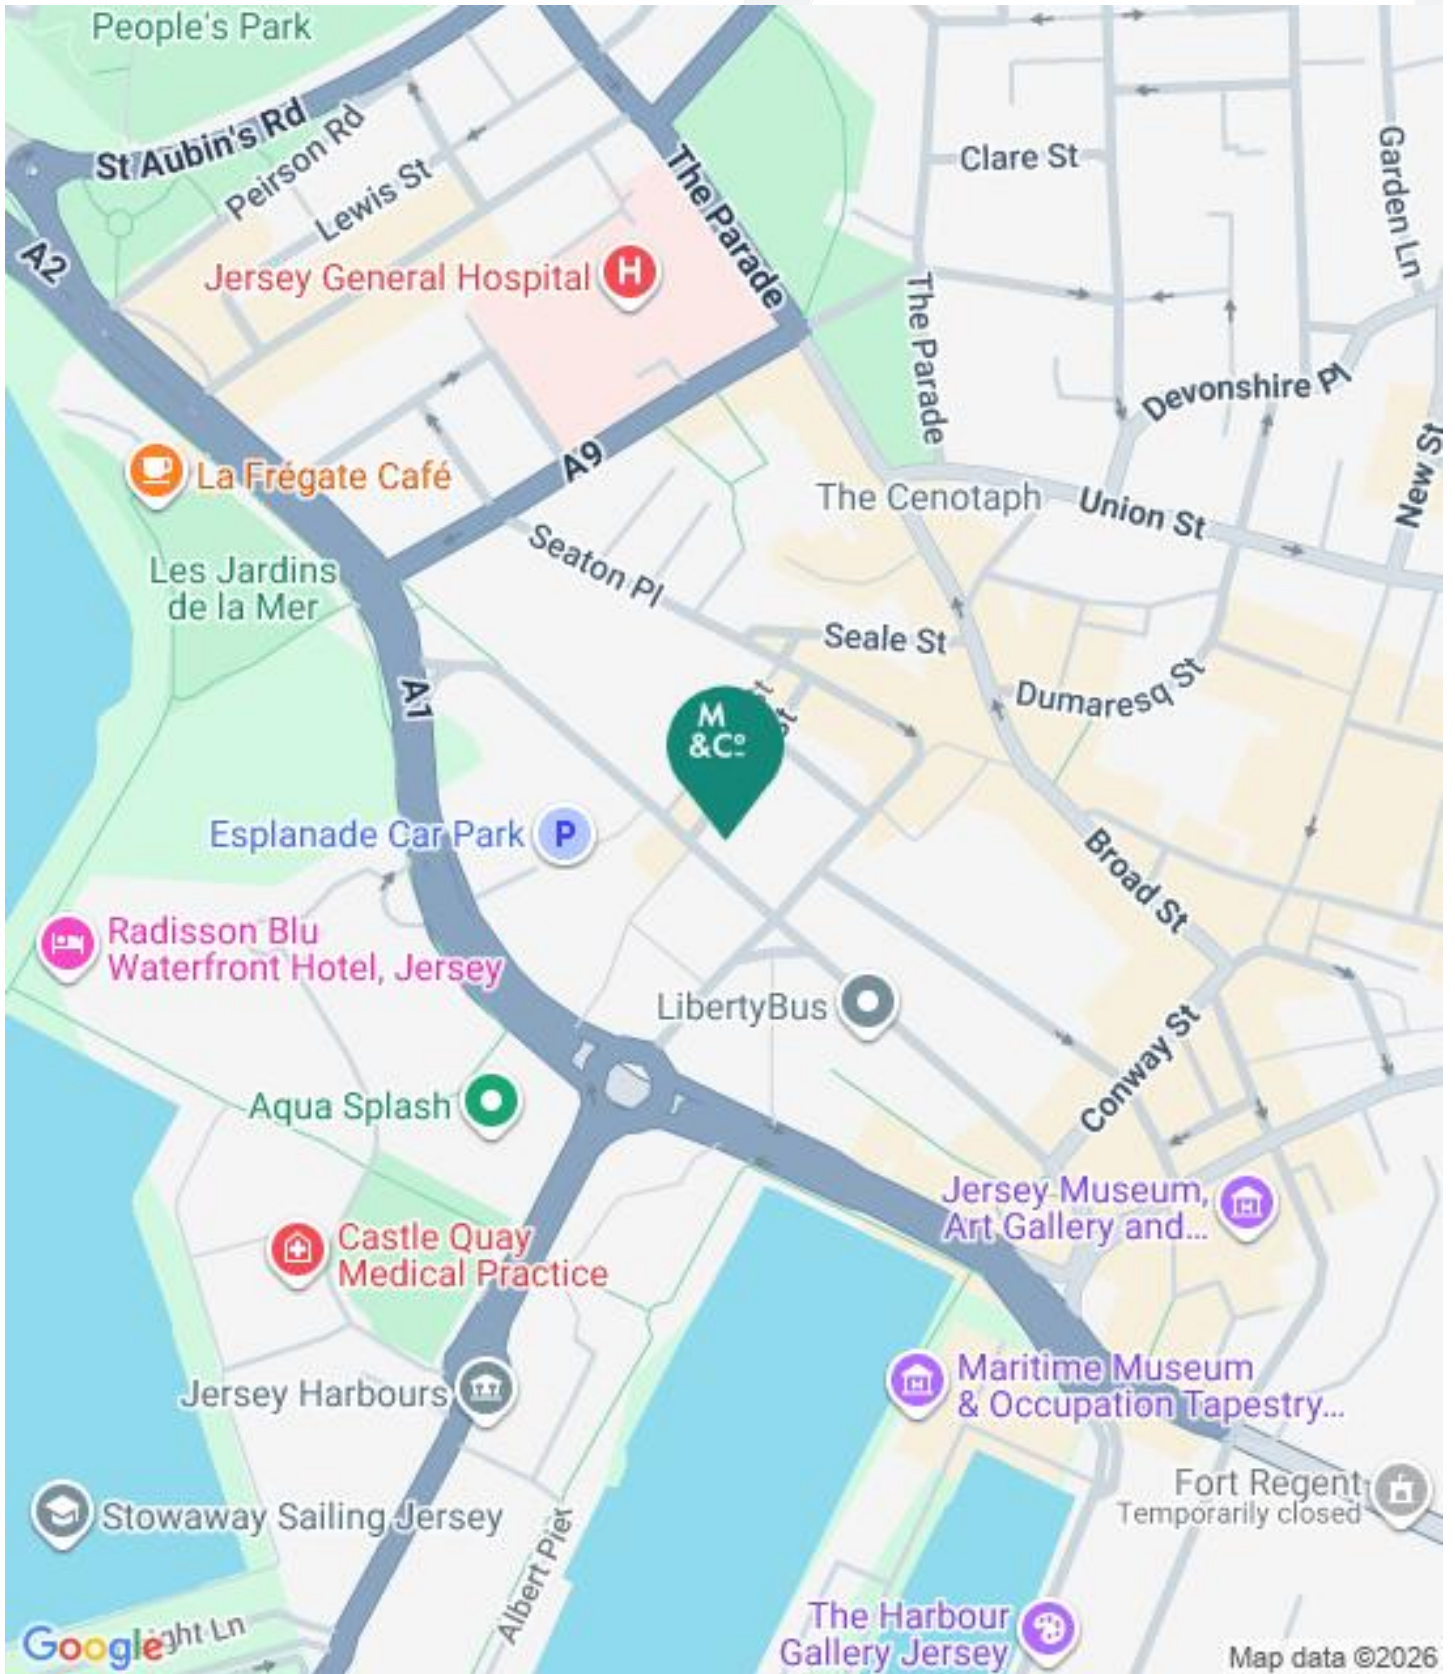 People's Park
St Aubin's Rd
Peirson Rd
Lewis St
The Parade
Clare St
Garden Ln
A2
Jersey General Hospital
H
The Parade
Devonshire Pl
New St
La Frégate Café
A9
The Cenotaph
Union St
Seaton Pl
Les Jardins
de la Mer
Seale St
Dumaresq St
A1
M
&Cº
Esplanade Car Park
P
Broad St
Radisson Blu
Waterfront Hotel, Jersey
LibertyBus
Conway St
Aqua Splash
Jersey Museum,
Art Gallery and...
Castle Quay
Medical Practice
Maritime Museum
& Occupation Tapestry...
Jersey Harbours
Fort Regent
Temporarily closed
Stowaway Sailing Jersey
Albert Pier
The Harbour
Gallery Jersey
Google
Ln
Map data ©2026